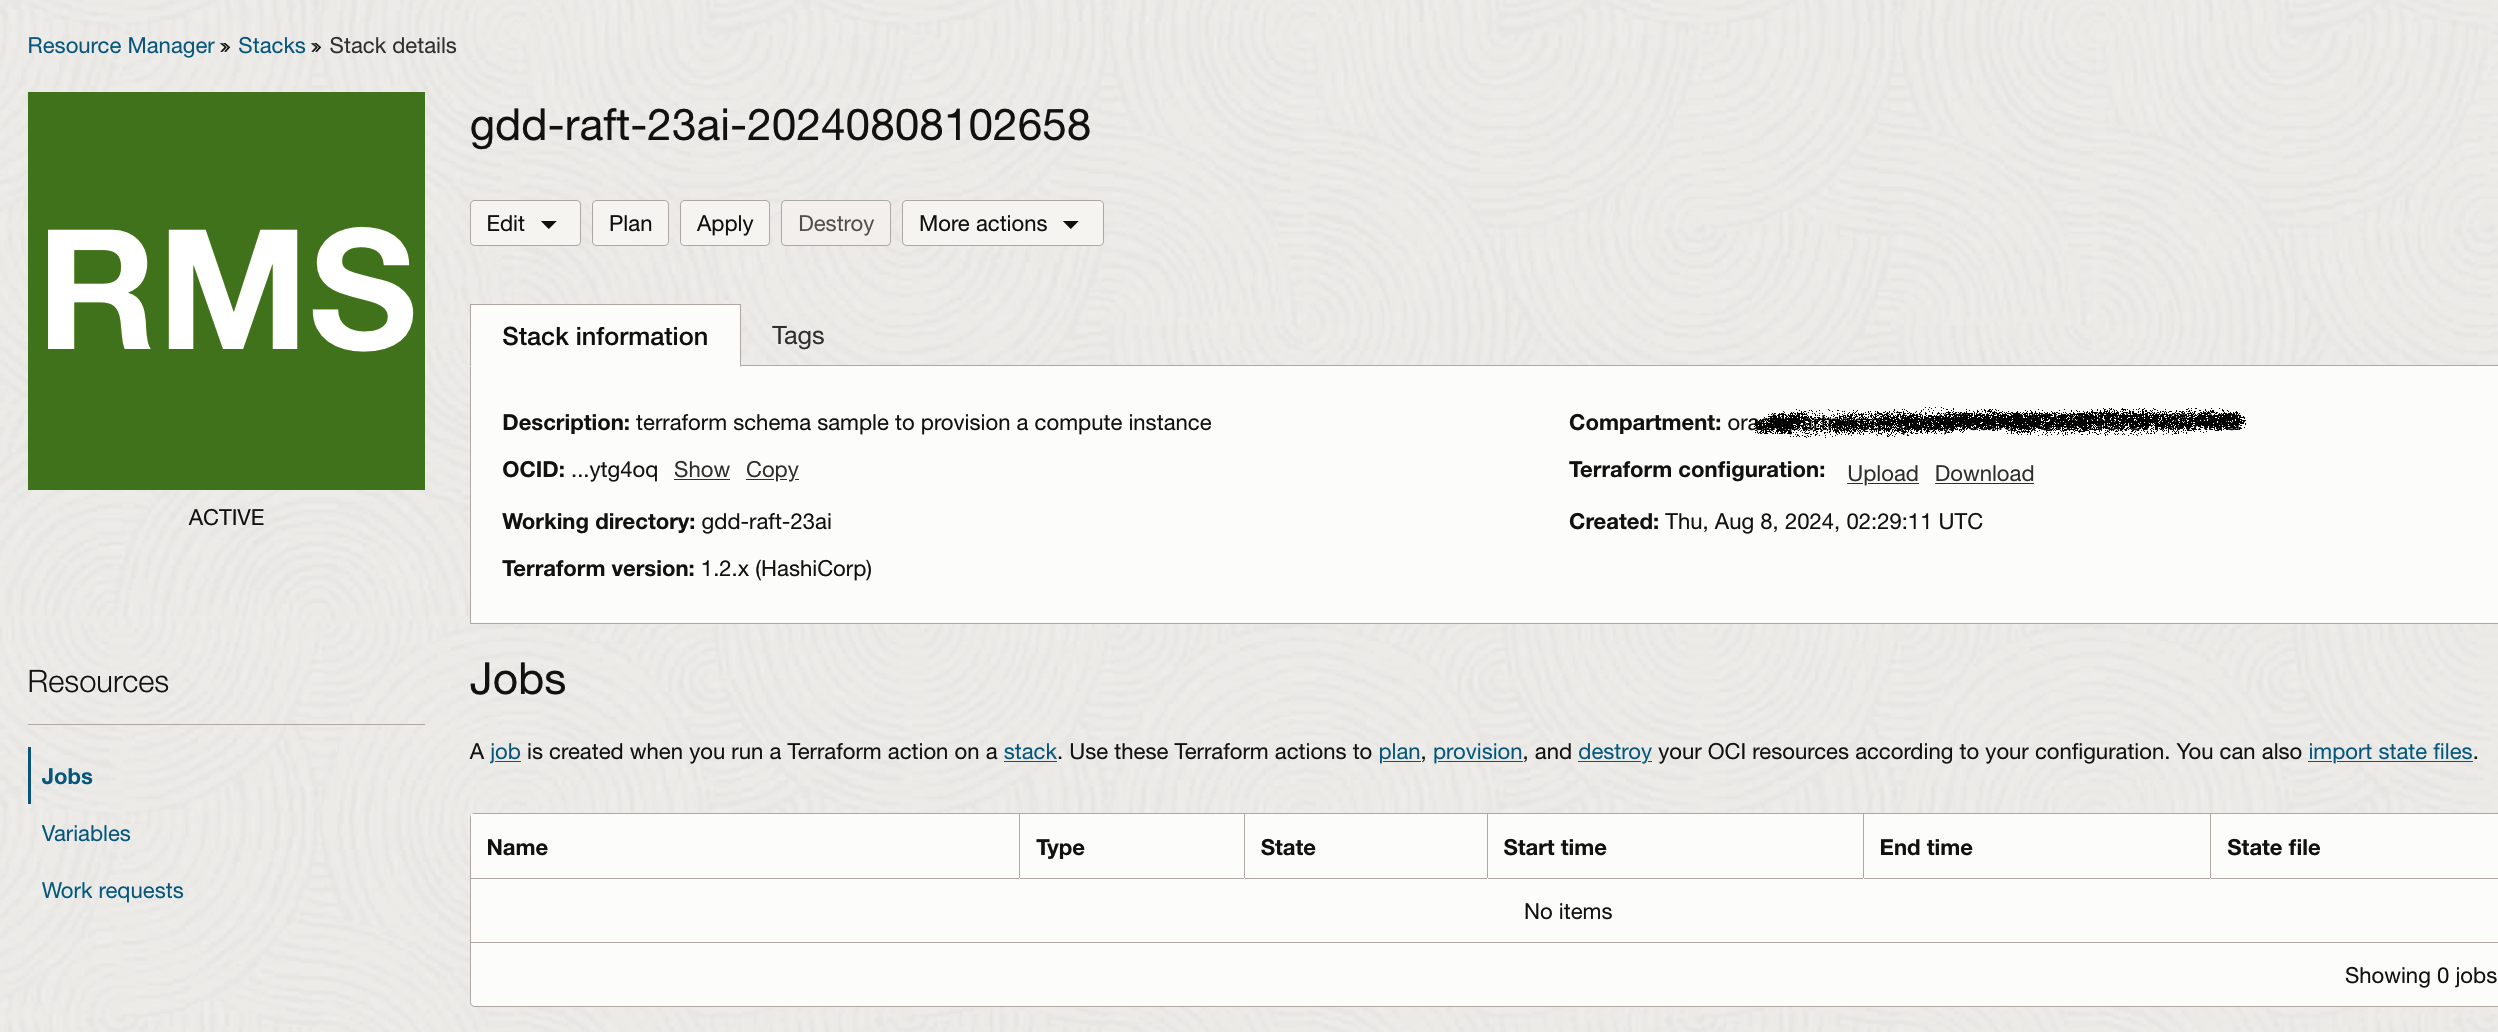 Resource Manager » Stacks » Stack details
RMS
ACTIVE
gdd-raft-23ai-20240808102658
Edit Plan Apply Destroy More actions
Stack information Tags
Description: terraform schema sample to provision a compute instance
OCID: ...ytg4oq Show Copy
Working directory: gdd-raft-23ai
Terraform version: 1.2.x (HashiCorp)
Compartment: ora
Terraform configuration: Upload Download
Created: Thu, Aug 8, 2024, 02:29:11 UTC
Resources
Jobs
Variables
Work requests
Jobs
A job is created when you run a Terraform action on a stack. Use these Terraform actions to plan, provision, and destroy your OCI resources according to your configuration. You can also import state files.
Name Type State Start time End time State file
No items
Showing 0 jobs